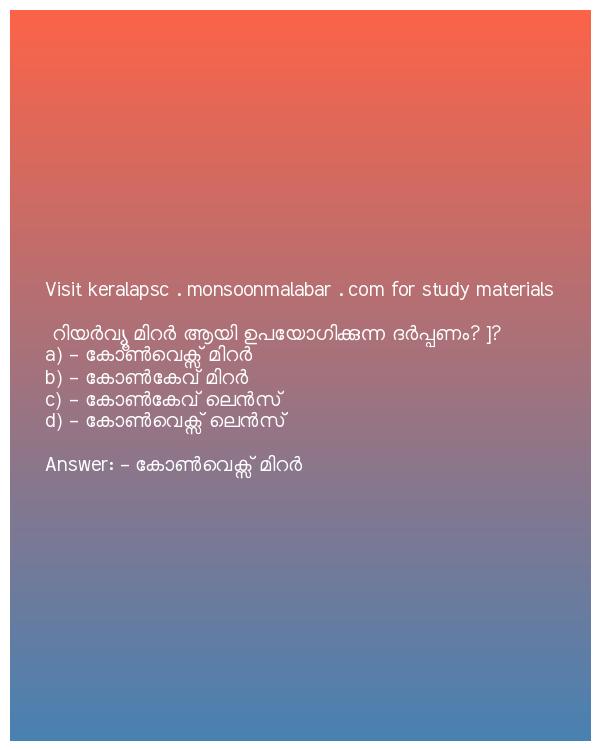 Visit keralapsc . monsoonmalabar . com for study materials
റിയർവ്യൂ മിറർ ആയി ഉപയോഗിക്കുന്ന ദർപ്പണം? ]?
a) – കോൺവെക്സ് മിറർ
b) – കോൺകേവ് മിറർ
c) – കോൺകേവ് ലെൻസ്
d) – കോൺവെക്സ് ലെൻസ്
Answer: – കോൺവെക്സ് മിറർ